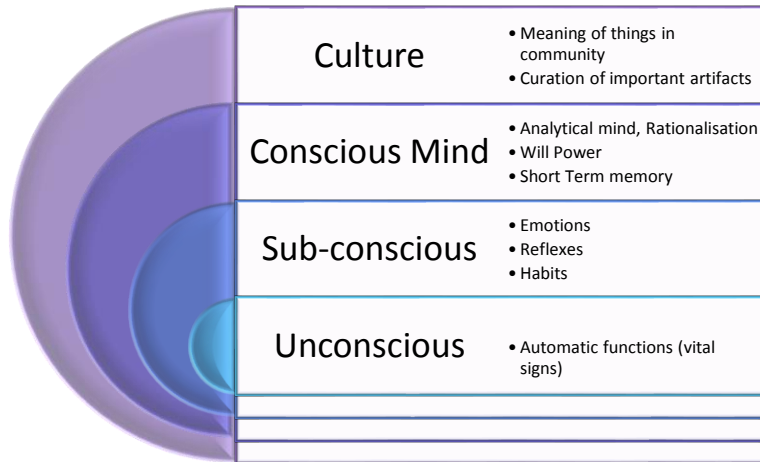 Culture
• Meaning of things in
community
• Curation of important artifacts
Conscious Mind
• Analytical mind, Rationalisation
• Will Power
• Short Term memory
Sub-conscious
• Emotions
• Reflexes
• Habits
Unconscious
• Automatic functions (vital
signs)